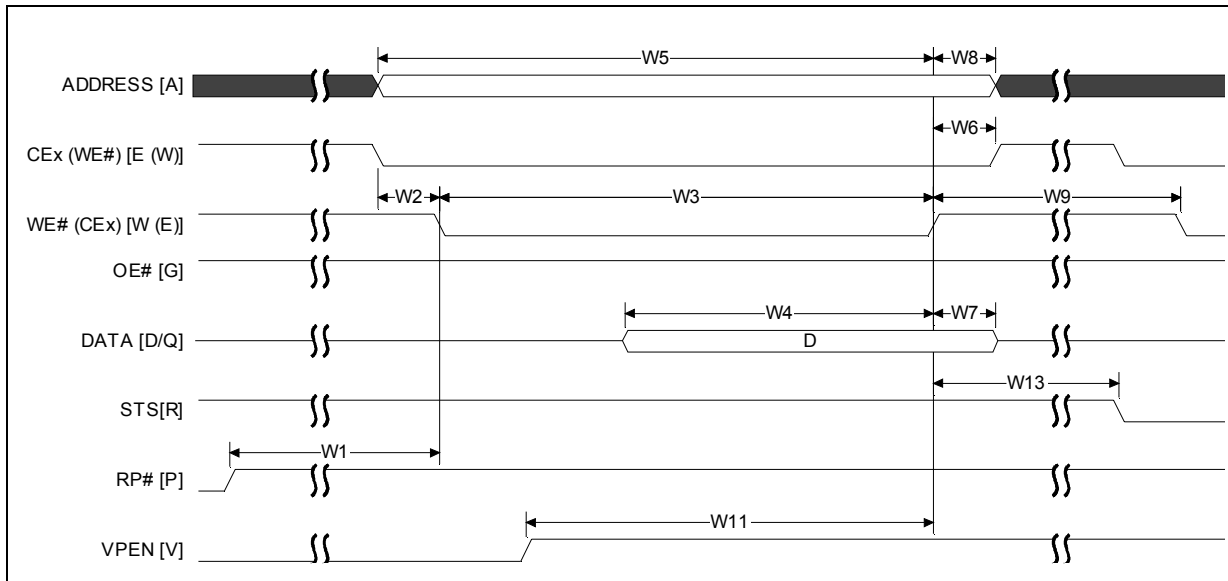 W5
W8
ADDRESS [A]
W6
CEx (WE#) [E (W)]
W2
W3
W9
WE# (CEx) [W (E)]
OE# [G]
W4
W7
DATA [D/Q]
D
W13
STS[R]
W1
RP# [P]
W11
VPEN [V]